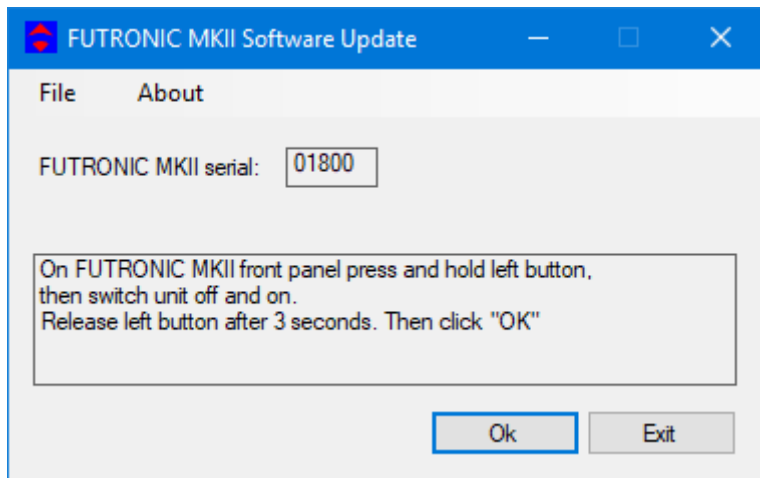 FUTRONIC MKII Software Update
File About
FUTRONIC MKII serial: 01800
On FUTRONIC MKII front panel press and hold left button,
then switch unit off and on.
Release left button after 3 seconds. Then click "OK"
Ok Exit